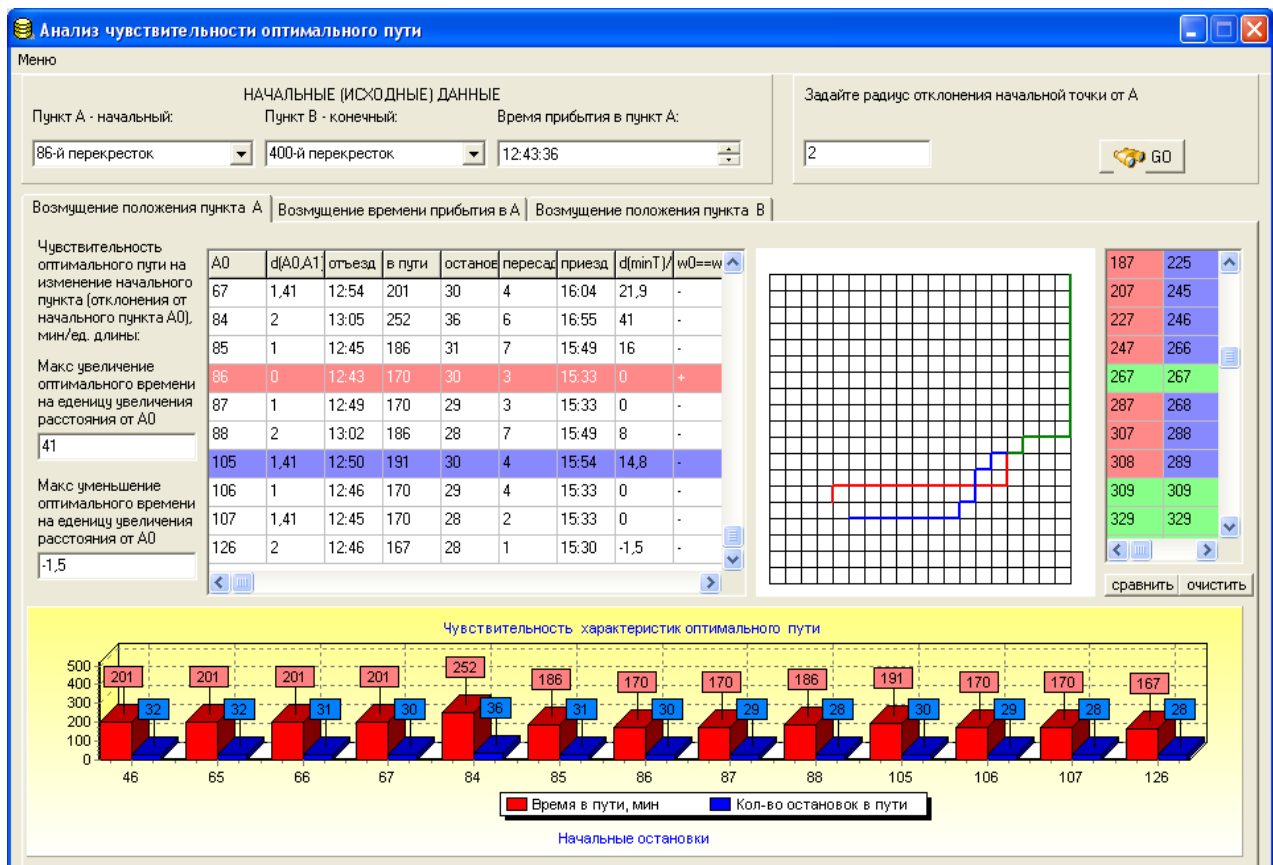 Анализ чувствительности оптимального пути
Меню
НАЧАЛЬНЫЕ (ИСХОДНЫЕ) ДАННЫЕ
Пункт А - начальный: Пункт В - конечный: Время прибытия в пункт А:
86-й перекресток 400-й перекресток 12:43:36
Задайте радиус отклонения начальной точки от А
2 GO
Возмущение положения пункта А Возмущение времени прибытия в А Возмущение положения пункта В
Чувствительность
оптимального пути на
изменение начального
пункта (отклонения от
начального пункта А0),
мин/ед. длины:
Макс увеличение
оптимального времени
на еденицу увеличения
расстояния от А0
41
Макс уменьшение
оптимального времени
на еденицу увеличения
расстояния от А0
-1,5
А0 d(A0,A1) отъезд в пути останов пересад приезд d(minT)/ w0==w
67 1,41 12:54 201 30 4 16:04 21,9 -
84 2 13:05 252 36 6 16:55 41 -
85 1 12:45 186 31 7 15:49 16 -
86 0 12:43 170 30 3 15:33 0 +
87 1 12:49 170 29 3 15:33 0 -
88 2 13:02 186 28 7 15:49 8 -
105 1,41 12:50 191 30 4 15:54 14,8 -
106 1 12:46 170 29 4 15:33 0 -
107 1,41 12:45 170 28 2 15:33 0 -
126 2 12:46 167 28 1 15:30 -1,5 -
187 225
207 245
227 246
247 266
267 267
287 268
307 288
308 289
309 309
329 329
сравнить очистить
Чувствительность характеристик оптимального пути
500
400
300
200
100
0
201 32 201 32 201 31 201 30 252 36 186 31 170 30 170 29 186 28 191 30 170 29 170 28 167 28
46 65 66 67 84 85 86 87 88 105 106 107 126
Время в пути, мин Кол-во остановок в пути
Начальные остановки